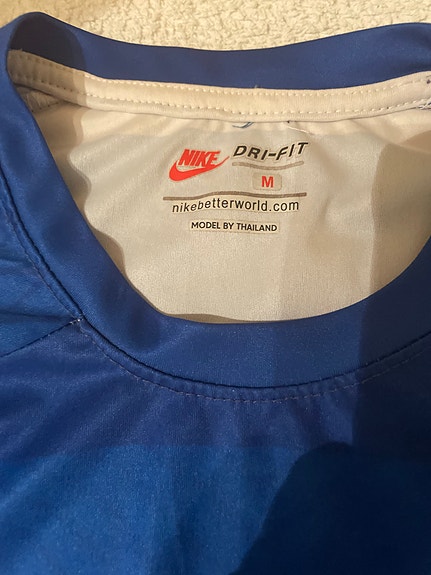 NIKE DRI-FIT
M
nikebetterworld.com
MODEL BY THAILAND